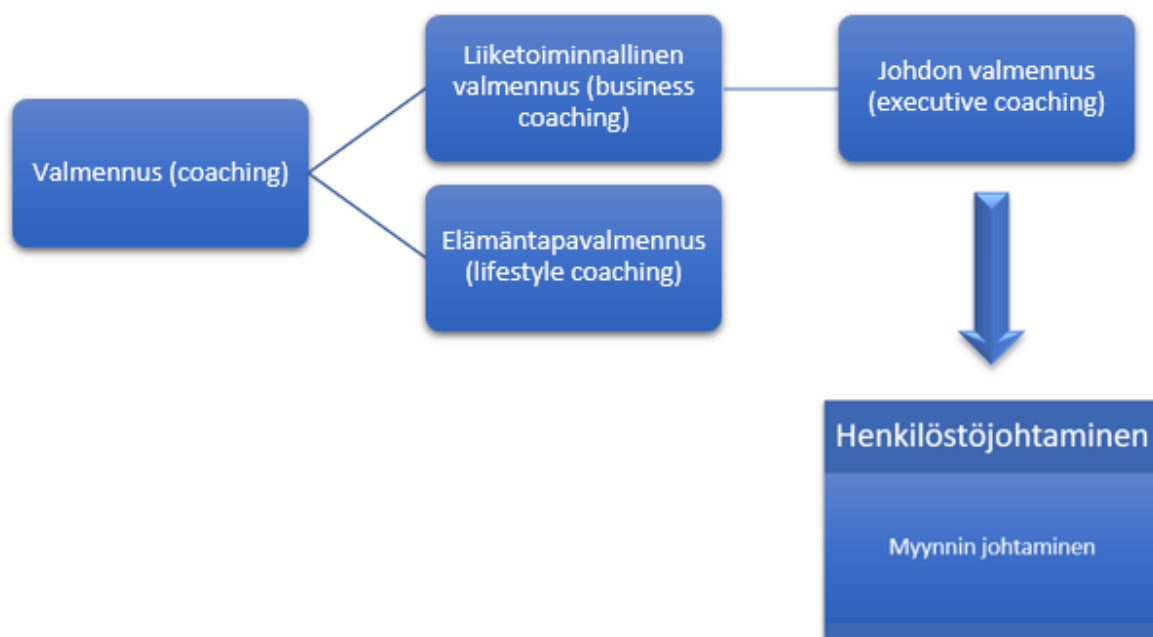 Valmennus (coaching)
Liiketoiminnallinen
valmennus (business
coaching)
Elämäntapavalmennus
(lifestyle coaching)
Johdon valmennus
(executive coaching)
Henkilöstöjohtaminen
Myynnin johtaminen